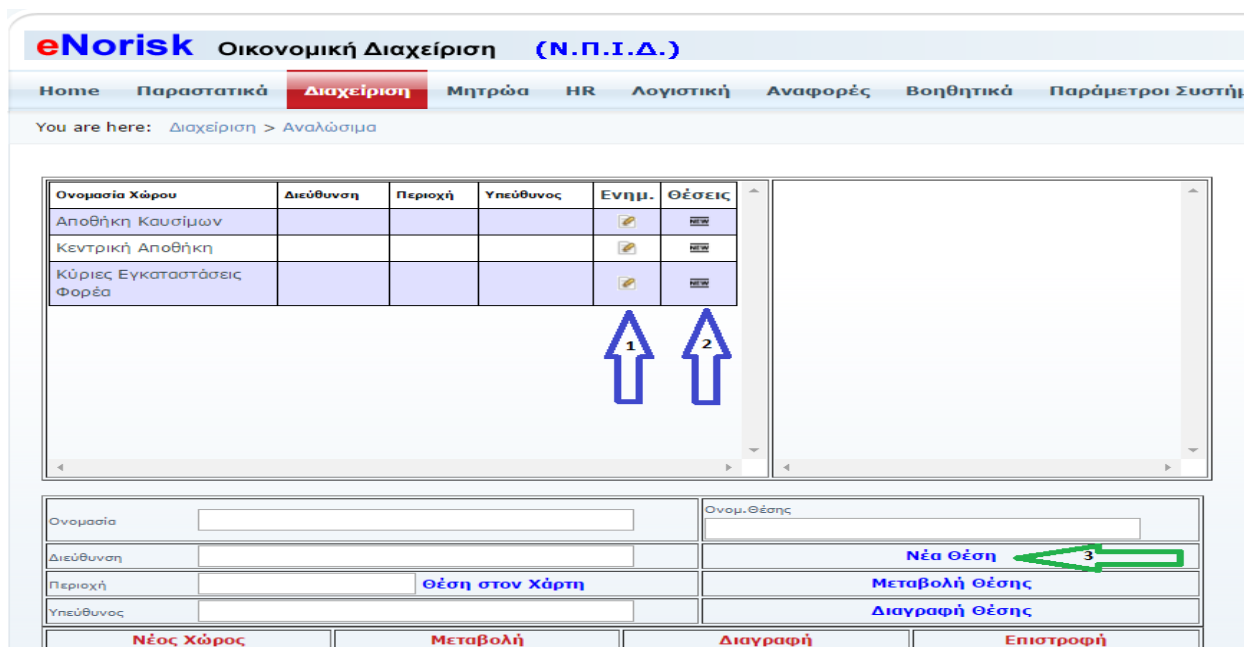 eNorisk Οικονομική Διαχείριση (Ν.Π.Ι.Δ.)
Home Παραστατικά Διαχείριση Μητρώα HR Λογιστική Αναφορές Βοηθητικά Παράμετροι Συστήμ
You are here: Διαχείριση > Αναλώσιμα
Ονομασία Χώρου Διεύθυνση Περιοχή Υπεύθυνος Ενημ. Θέσεις
Αποθήκη Καυσίμων NEW
Κεντρική Αποθήκη NEW
Κύριες Εγκαταστάσεις
Φορέα NEW
1 2
Ονομασία Ονομ.Θέσης
Διεύθυνση Νέα Θέση 3
Περιοχή Θέση στον Χάρτη Μεταβολή Θέσης
Υπεύθυνος Διαγραφή Θέσης
Νέος Χώρος Μεταβολή Διαγραφή Επιστροφή